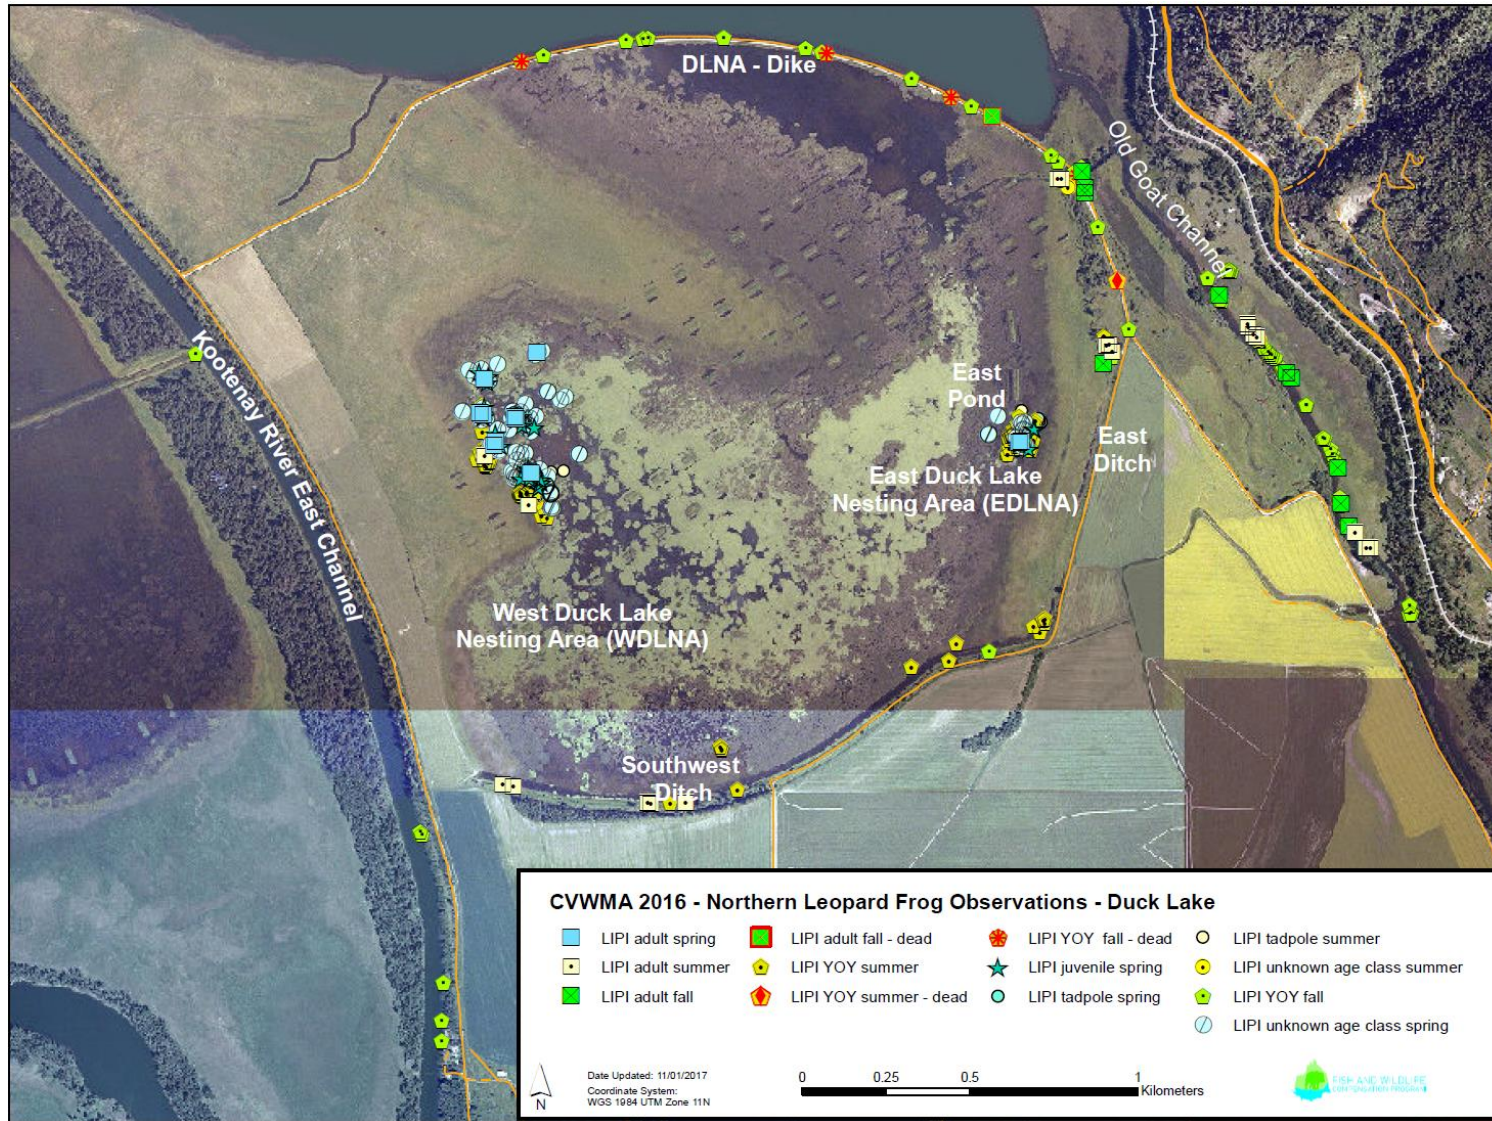 DLNA - Dike
Old Goat Channel
Kootenay River East Channel
East
Pond
East
Ditch
East Duck Lake
Nesting Area (EDLNA)
West Duck Lake
Nesting Area (WDLNA)
Southwest
Ditch
CVWMA 2016 - Northern Leopard Frog Observations - Duck Lake
LIPI adult spring
LIPI adult summer
LIPI adult fall
LIPI adult fall - dead
LIPI YOY summer
LIPI YOY summer - dead
LIPI YOY fall - dead
LIPI juvenile spring
LIPI tadpole spring
LIPI tadpole summer
LIPI unknown age class summer
LIPI YOY fall
LIPI unknown age class spring
N
Date Updated: 11/01/2017
Coordinate System:
WGS 1984 UTM Zone 11N
0 0.25 0.5 1
Kilometers
FISH AND WILDLIFE
COMPENSATION PROGRAM